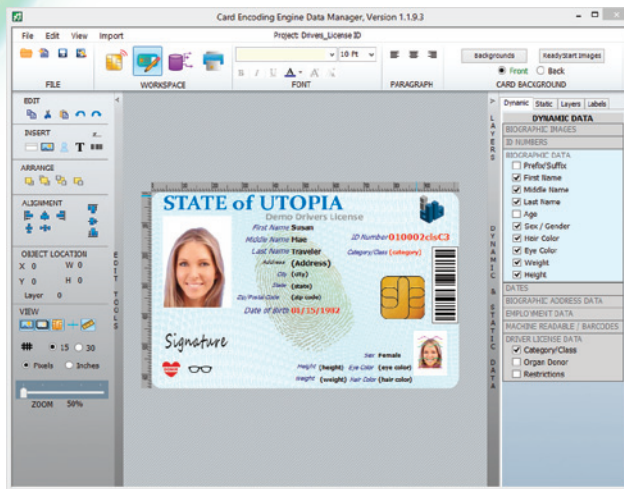 Card Encoding Engine Data Manager, Version 1.1.9.3
File Edit View Import
Project: Drivers_License ID
10 Pt
Backgrounds ReadyStart Images
B I U A
Front Back
FILE WORKSPACE FONT PARAGRAPH CARD BACKGROUND
EDIT
INSERT
T
ARRANGE
ALIGNMENT
OBJECT LOCATION
X 0 W 0
Y 0 H 0
Layer 0
VIEW
15 30
Pixels Inches
ZOOM 50%
EDIT TOOLS
STATE of UTOPIA
Demo Drivers License
First Name Susan
Middle Name Mae
ID Number 010002clsC3
Last Name Traveler
Category/Class (category)
Address (Address)
City (city)
State (state)
Zip/Postal Code (zip code)
Date of Birth 01/15/1992
Signature
Sex Female
Height (height) Eye Color (eye color)
Weight (weight) Hair Color (hair color)
LAYERS
DYNAMIC & STATIC DATA
Dynamic Static Layers Labels
DYNAMIC DATA
BIOGRAPHIC IMAGES
ID NUMBERS
BIOGRAPHIC DATA
Prefix/Suffix
First Name
Middle Name
Last Name
Age
Sex / Gender
Hair Color
Eye Color
Weight
Height
DATES
BIOGRAPHIC ADDRESS DATA
EMPLOYMENT DATA
MACHINE READABLE / BARCODES
DRIVER LICENSE DATA
Category/Class
Organ Donor
Restrictions